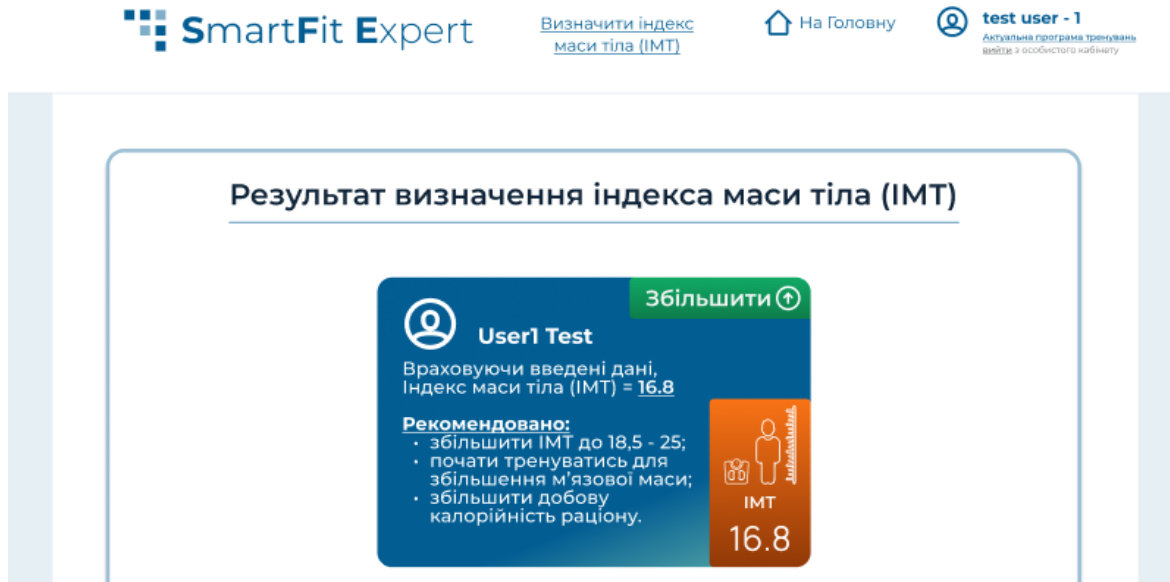 SmartFit Expert
Визначити індекс
маси тіла (ІМТ)
На Головну
test user - 1
Актуальна програма тренувань
вийти з особистого кабінету
Результат визначення індекса маси тіла (ІМТ)
Збільшити
User1 Test
Враховуючи введені дані,
Індекс маси тіла (ІМТ) = 16.8
Рекомендовано:
• збільшити ІМТ до 18,5 - 25;
• почати тренуватись для
збільшення м'язової маси;
• збільшити добову
калорійність раціону.
ІМТ
16.8